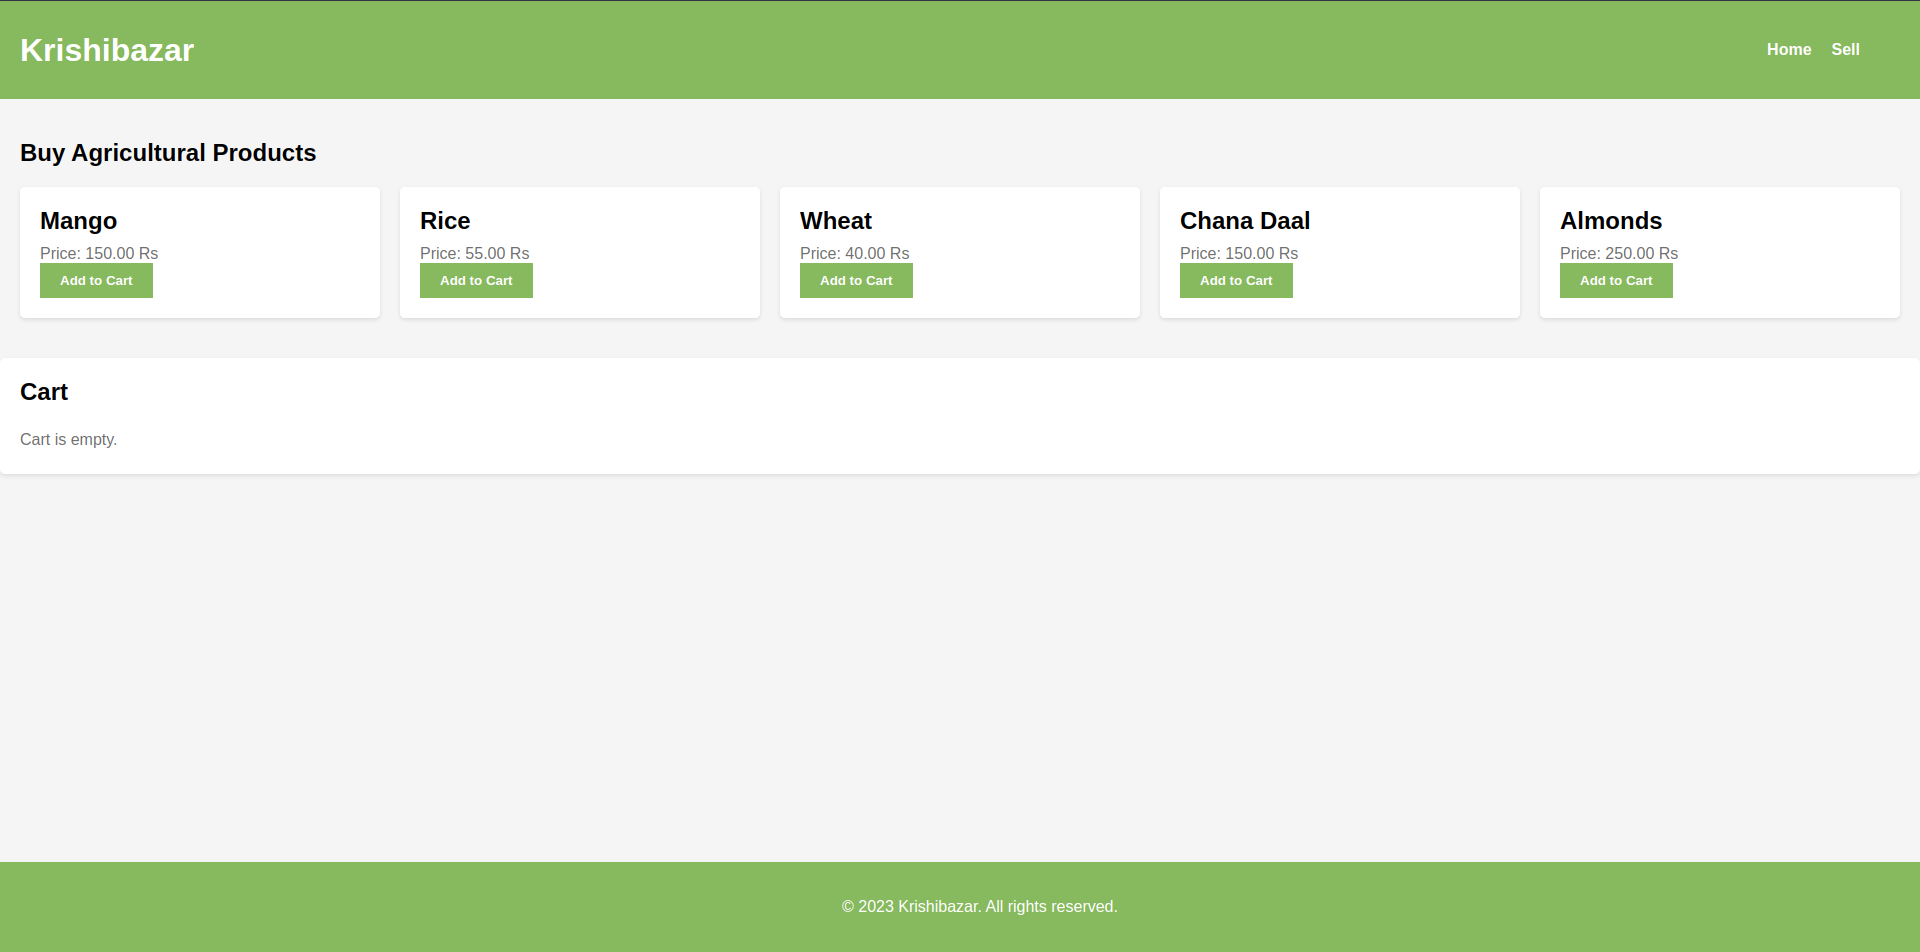 Krishibazar
Home Sell
Buy Agricultural Products
Mango
Price: 150.00 Rs
Add to Cart
Rice
Price: 55.00 Rs
Add to Cart
Wheat
Price: 40.00 Rs
Add to Cart
Chana Daal
Price: 150.00 Rs
Add to Cart
Almonds
Price: 250.00 Rs
Add to Cart
Cart
Cart is empty.
© 2023 Krishibazar. All rights reserved.